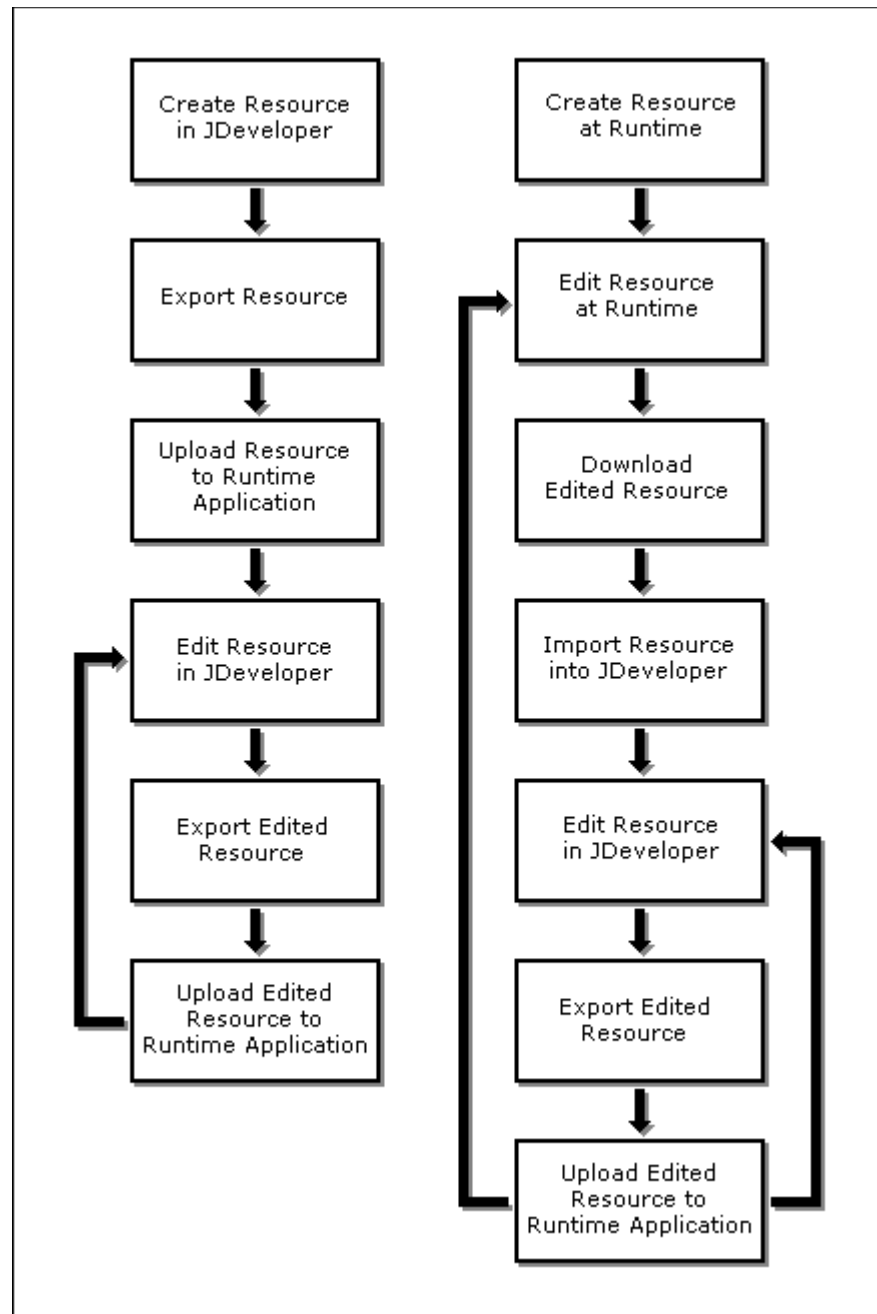 Create Resource
in JDeveloper
Export Resource
Upload Resource
to Runtime
Application
Edit Resource
in JDeveloper
Export Edited
Resource
Upload Edited
Resource to
Runtime Application
Create Resource
at Runtime
Edit Resource
at Runtime
Download
Edited Resource
Import Resource
into JDeveloper
Edit Resource
in JDeveloper
Export Edited
Resource
Upload Edited
Resource to
Runtime Application